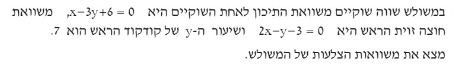 במשולש שווה שוקיים משוואת התיכון לאחת השוקיים היא x-3y+6 = 0, משוואת
חוצה זוית הראש היא 2x-y-3 = 0 ושיעור ה-y של קודקוד הראש הוא 7.
מצא את משוואות הצלעות של המשולש.